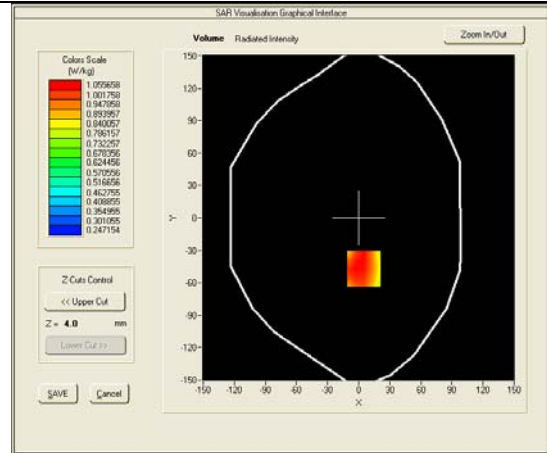 SAR Visualisation Graphical Interface
Volume Radiated Intensity
Zoom In/Out
Colors Scale
(W/kg)
1.055658
1.001758
0.947858
0.893957
0.840057
0.786157
0.732257
0.678356
0.624456
0.570556
0.516656
0.462755
0.408855
0.354955
0.301055
0.247154
Z Cuts Control
<< Upper Cut
Z = 4.0 mm
Lower Cut >>
SAVE Cancel
Y
150-
120-
90-
60-
30-
0-
-30-
-60-
-90-
-120-
-150-
-150 -120 -90 -60 -30 0 30 60 90 120 150
X